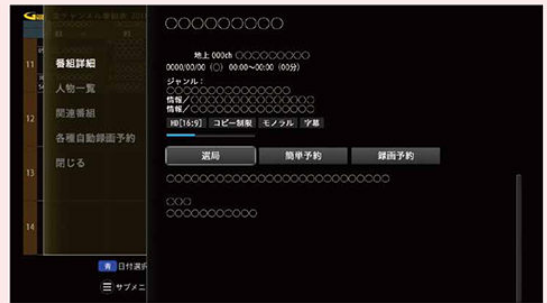 番組詳細
人物一覧
関連番組
各種自動録画予約
閉じる
○○○○○○○○○
地上 000ch ○○○○○○○○○
0000/00/00 (○) 00:00～00:00 (00分)
ジャンル：
○○○○○○○○○○○○○○○
情報／○○○○○○○○○○○○○○○
情報／○○○○○○○○○○○○○○○
HD[16:9] コピー制限 モノラル 字幕
選局 簡単予約 録画予約
○○○○○○○○○○○○○○○○○○○○○○○○○○○
○○○
○○○○○○○○○○○
11
12
13
14
青 日付選択
サブメニ